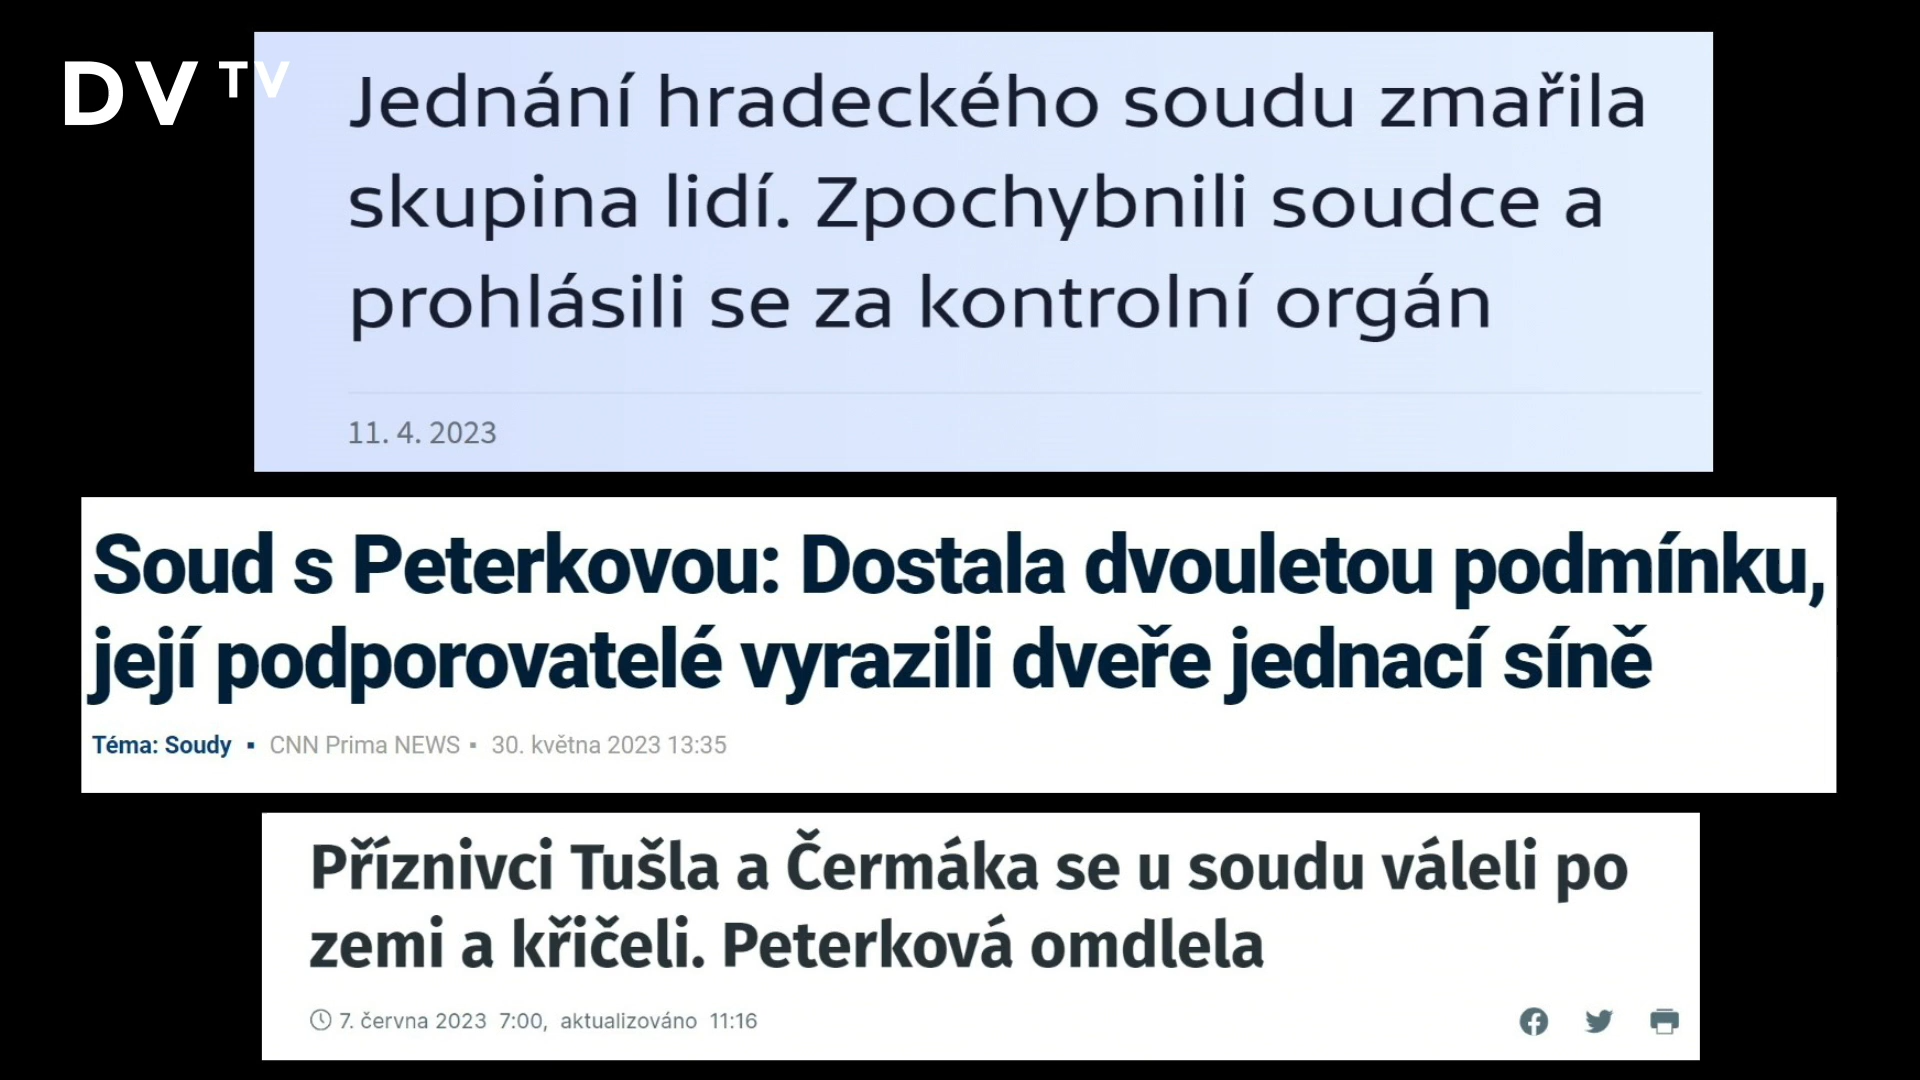 DVTV
Jednání hradeckého soudu zmařila
skupina lidí. Zpochybnili soudce a
prohlásili se za kontrolní orgán
11. 4. 2023
Soud s Peterkovou: Dostala dvouletou podmínku,
její podporovatelé vyrazili dveře jednací síně
Téma: Soudy ▪ CNN Prima NEWS ▪ 30. května 2023 13:35
Příznivci Tušla a Čermáka se u soudu váleli po
zemi a křičeli. Peterková omdlela
7. června 2023 7:00, aktualizováno 11:16